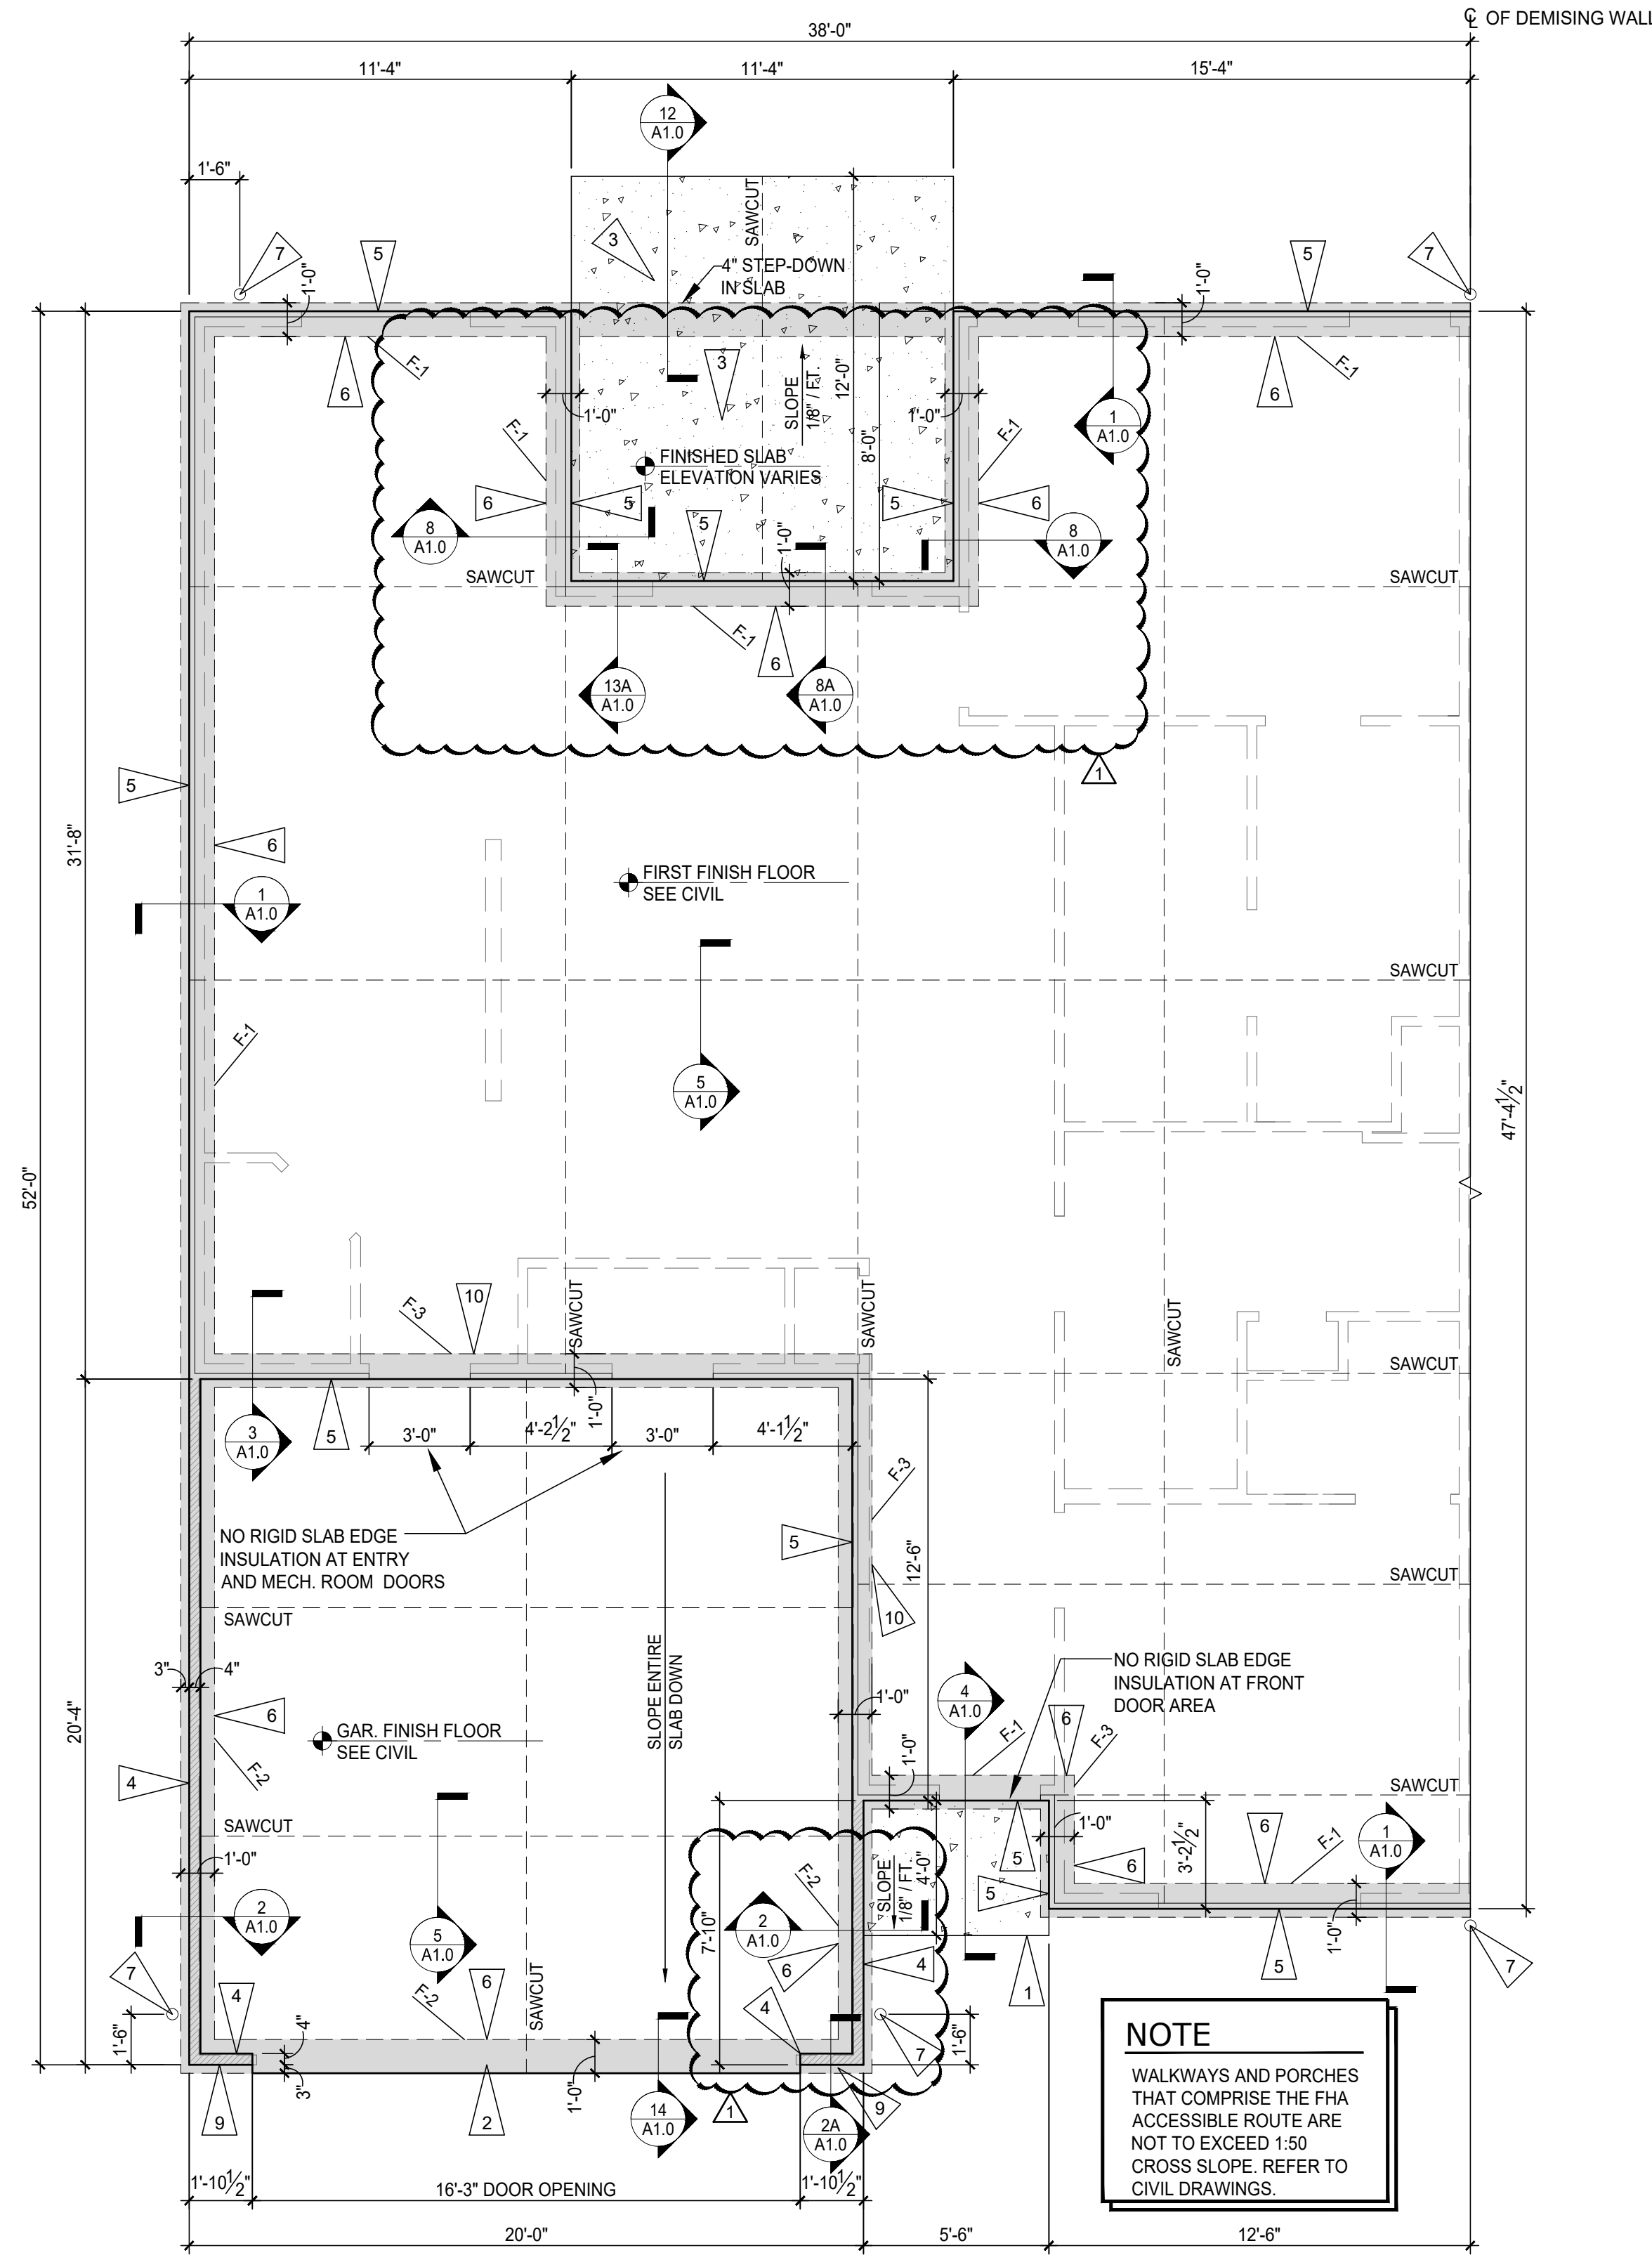 ℄ OF DEMISING WALL
38'-0"
11'-4"
11'-4"
15'-4"
12
A1.0
1'-6"
SAWCUT
3
7
5
1'-0"
4" STEP-DOWN
IN SLAB
5
7
1'-0"
F-1
6
3
SLOPE
1/8" / FT.
12'-0"
8'-0"
1'-0"
1'-0"
1
A1.0
6
F-1
F-1
F-1
FINISHED SLAB
ELEVATION VARIES
6
5
5
6
8
A1.0
5
1'-0"
8
A1.0
SAWCUT
SAWCUT
F-1
6
13A
A1.0
8A
A1.0
1
5
31'-8"
6
FIRST FINISH FLOOR
SEE CIVIL
1
A1.0
SAWCUT
F-1
5
A1.0
47'-4½"
52'-0"
F-3
10
SAWCUT
SAWCUT
SAWCUT
SAWCUT
3
A1.0
5
3'-0"
4'-2½"
1'-0"
3'-0"
4'-1½"
F-3
NO RIGID SLAB EDGE
INSULATION AT ENTRY
AND MECH. ROOM DOORS
5
12'-6"
SAWCUT
SAWCUT
10
3"
4"
SLOPE ENTIRE
SLAB DOWN
NO RIGID SLAB EDGE
INSULATION AT FRONT
DOOR AREA
20'-4"
6
GAR. FINISH FLOOR
SEE CIVIL
1'-0"
4
A1.0
F-1
6
F-3
4
F-2
1'-0"
SAWCUT
SAWCUT
5
A1.0
1'-0"
F-2
SLOPE
1/8" / FT.
4'-0"
5
5
1'-0"
6
3'-2½"
6
F-1
1
A1.0
2
A1.0
7'-10"
2
A1.0
1'-0"
7
4
F-2
6
SAWCUT
6
4
4
1
5
7
1'-6"
4"
3"
1'-0"
7
1'-6"
9
2
14
A1.0
1
2A
A1.0
9
NOTE
WALKWAYS AND PORCHES
THAT COMPRISE THE FHA
ACCESSIBLE ROUTE ARE
NOT TO EXCEED 1:50
CROSS SLOPE. REFER TO
CIVIL DRAWINGS.
1'-10½"
16'-3" DOOR OPENING
1'-10½"
20'-0"
5'-6"
12'-6"